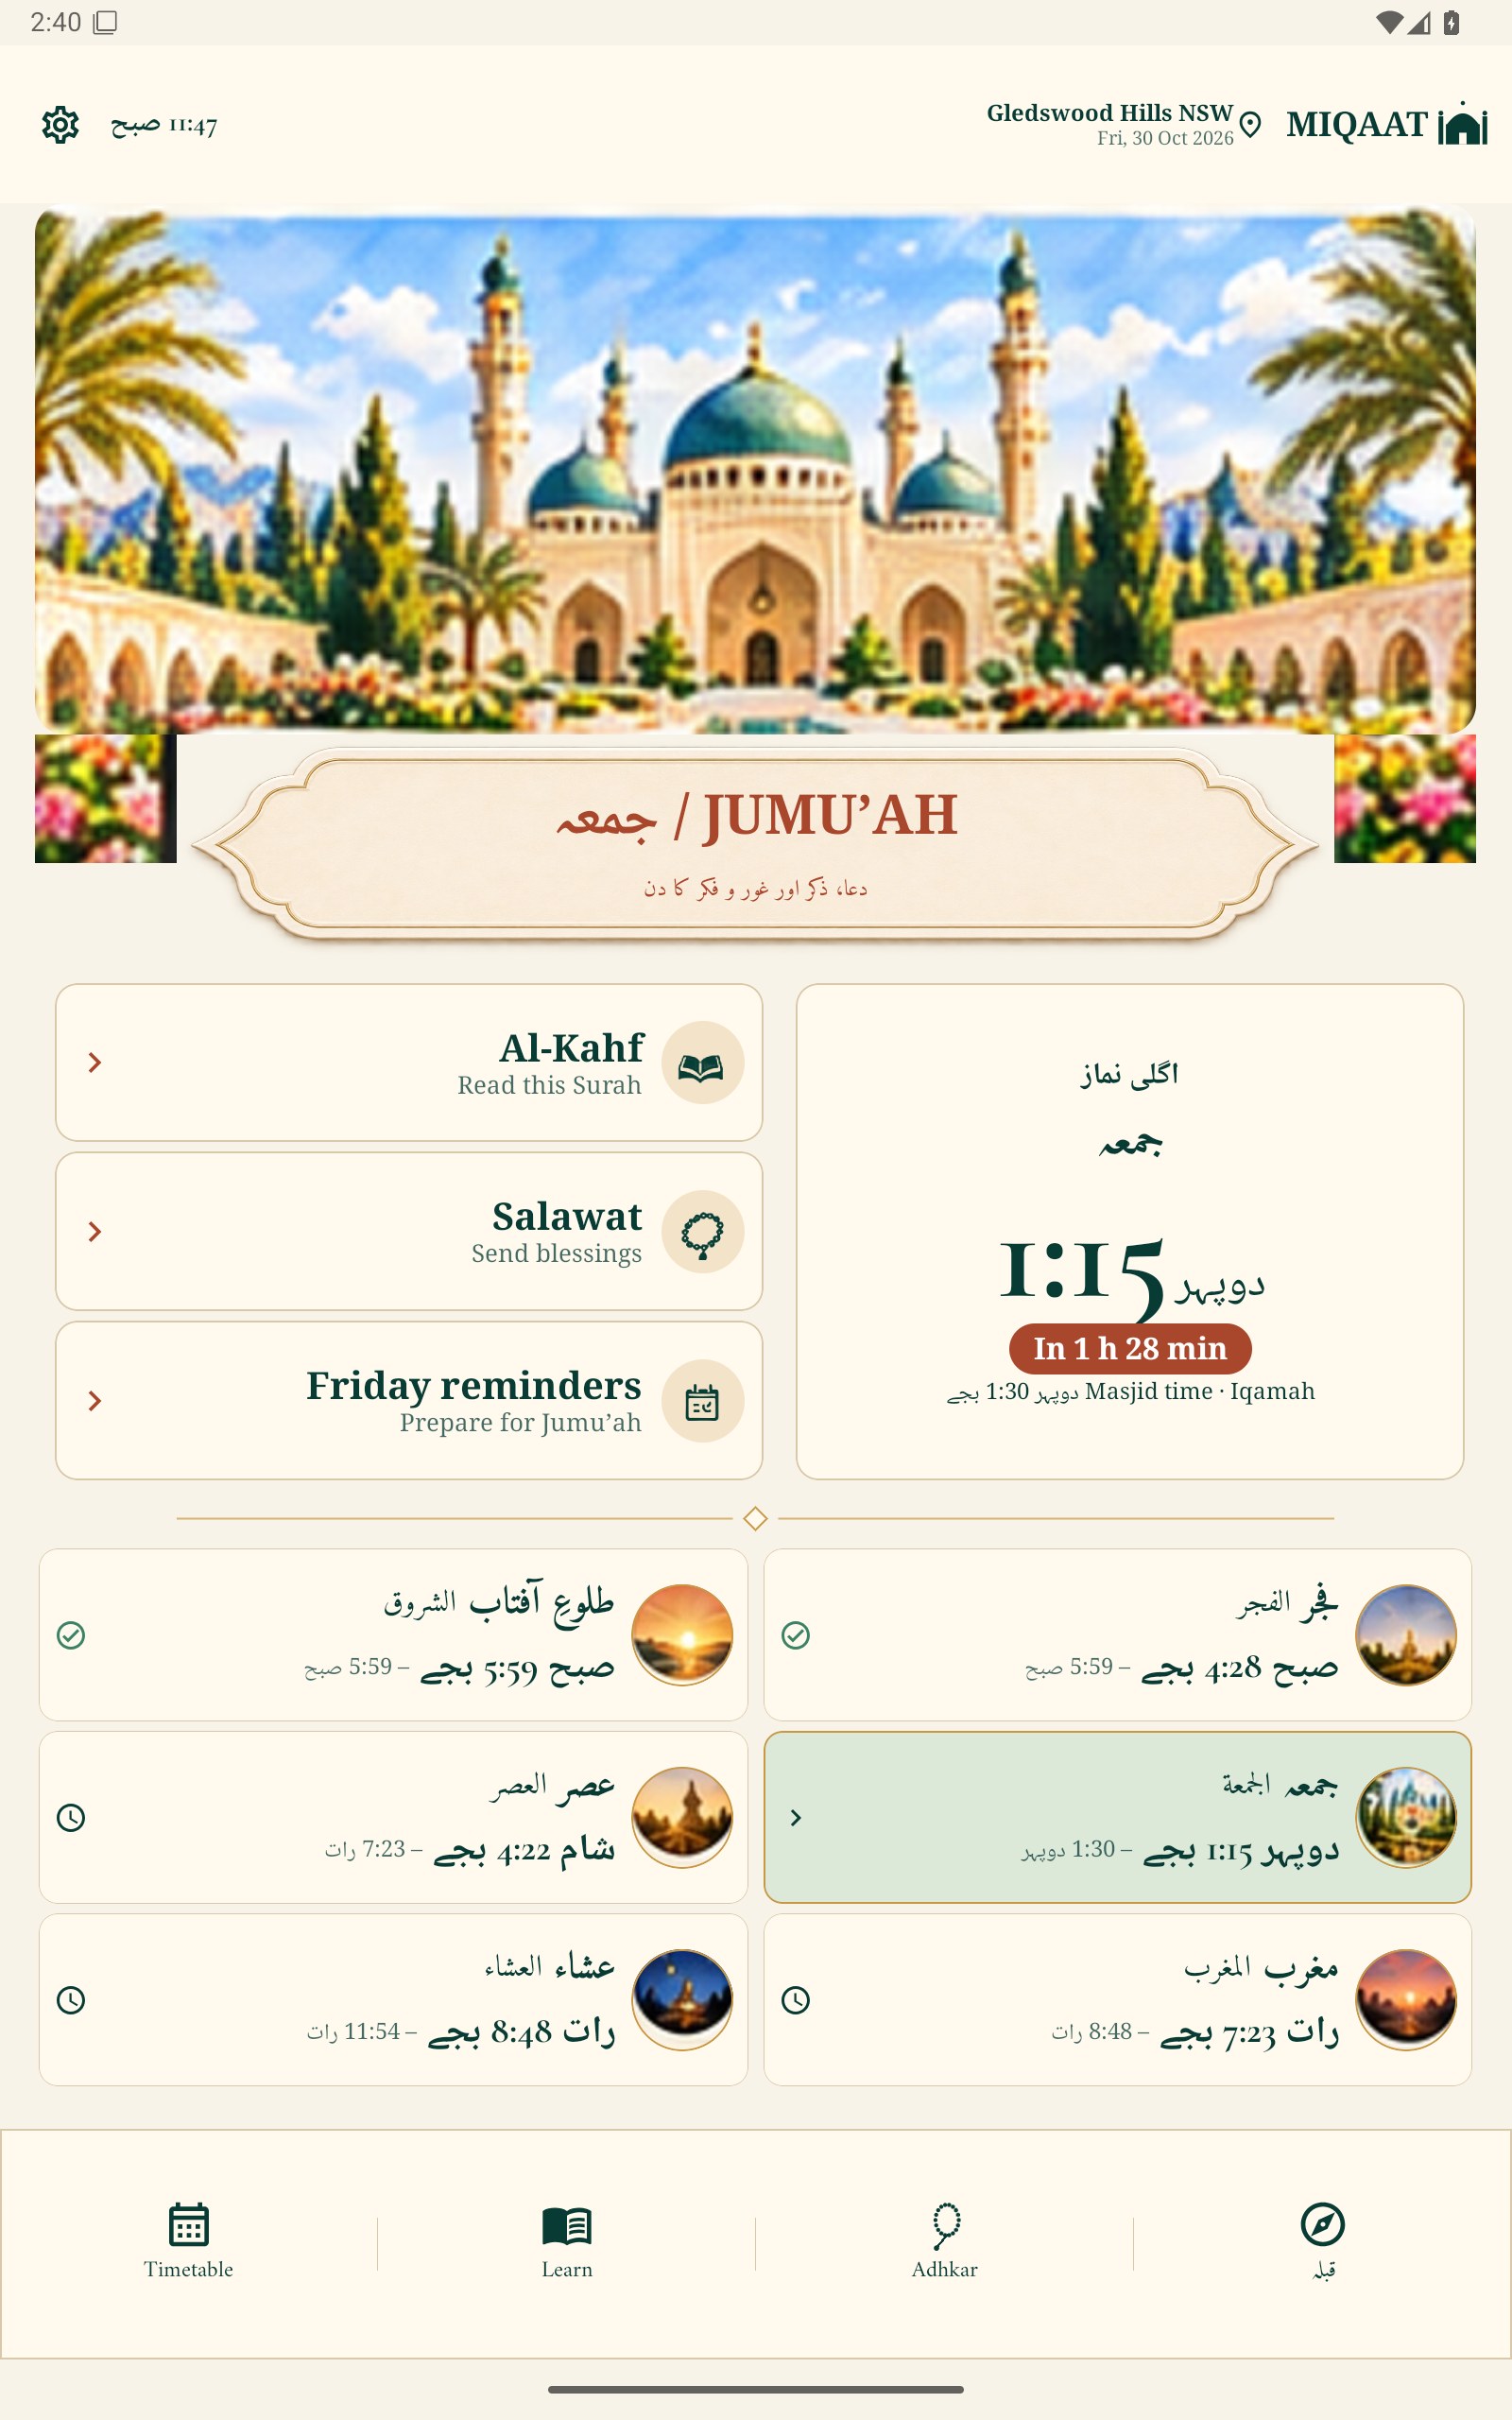 2:40
MIQAAT
Gledswood Hills NSW
Fri, 30 Oct 2026
11:47 صبح
جمعہ / JUMU’AH
دعا، ذکر اور غور و فکر کا دن
اگلی نماز
جمعہ
1:15 دوپہر
In 1 h 28 min
Masjid time · Iqamah دوپہر 1:30 بجے
Al-Kahf
Read this Surah
Salawat
Send blessings
Friday reminders
Prepare for Jumu’ah
فجر الفجر
صبح 4:28 بجے – 5:59 صبح
طلوعِ آفتاب الشروق
صبح 5:59 بجے – 5:59 صبح
جمعہ الجمعة
دوپہر 1:15 بجے – 1:30 دوپہر
عصر العصر
شام 4:22 بجے – 7:23 رات
مغرب المغرب
رات 7:23 بجے – 8:48 رات
عشاء العشاء
رات 8:48 بجے – 11:54 رات
قبلہ
Adhkar
Learn
Timetable